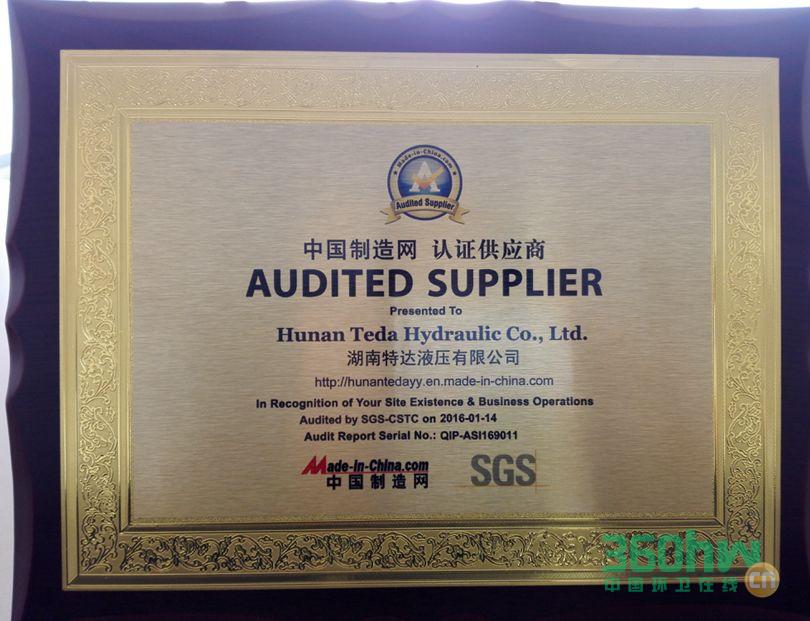 Made-in-China.com
A
Audited Supplier
中国制造网 认证供应商
AUDITED SUPPLIER
Presented To
Hunan Teda Hydraulic Co., Ltd.
湖南特达液压有限公司
http://hunantedayy.en.made-in-china.com
In Recognition of Your Site Existence & Business Operations
Audited by SGS-CSTC on 2016-01-14
Audit Report Serial No.: QIP-ASI169011
Made-in-China.com
中国制造网
SGS
360hw
中国环卫在线
cn